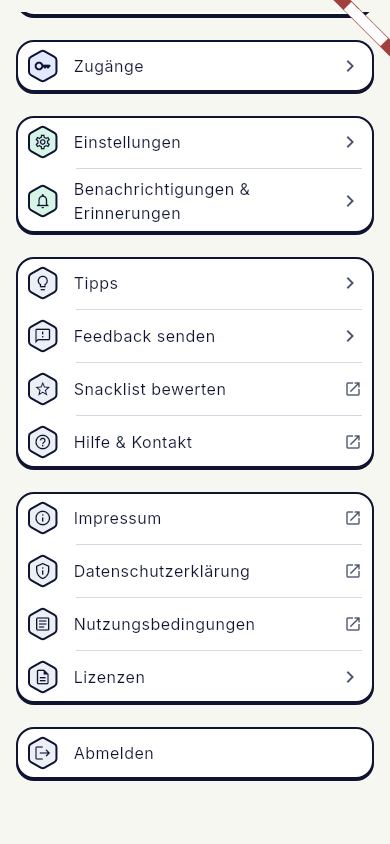 Zugänge
Einstellungen
Benachrichtigungen &
Erinnerungen
Tipps
Feedback senden
Snacklist bewerten
Hilfe & Kontakt
Impressum
Datenschutzerklärung
Nutzungsbedingungen
Lizenzen
Abmelden